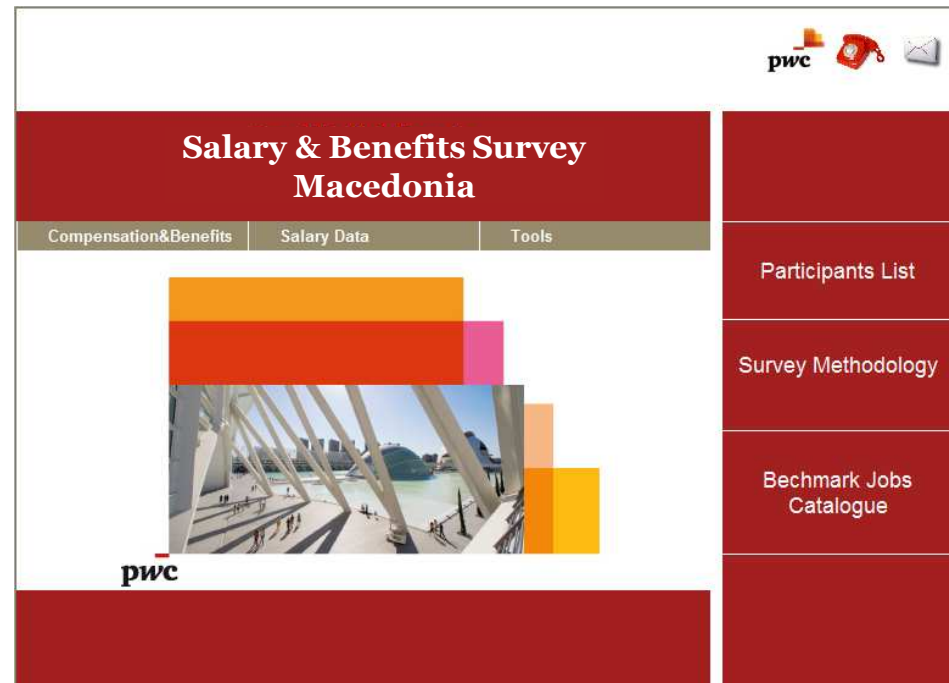 pwc
Salary & Benefits Survey
Macedonia
Compensation&Benefits
Salary Data
Tools
Participants List
Survey Methodology
Bechmark Jobs
Catalogue
pwc